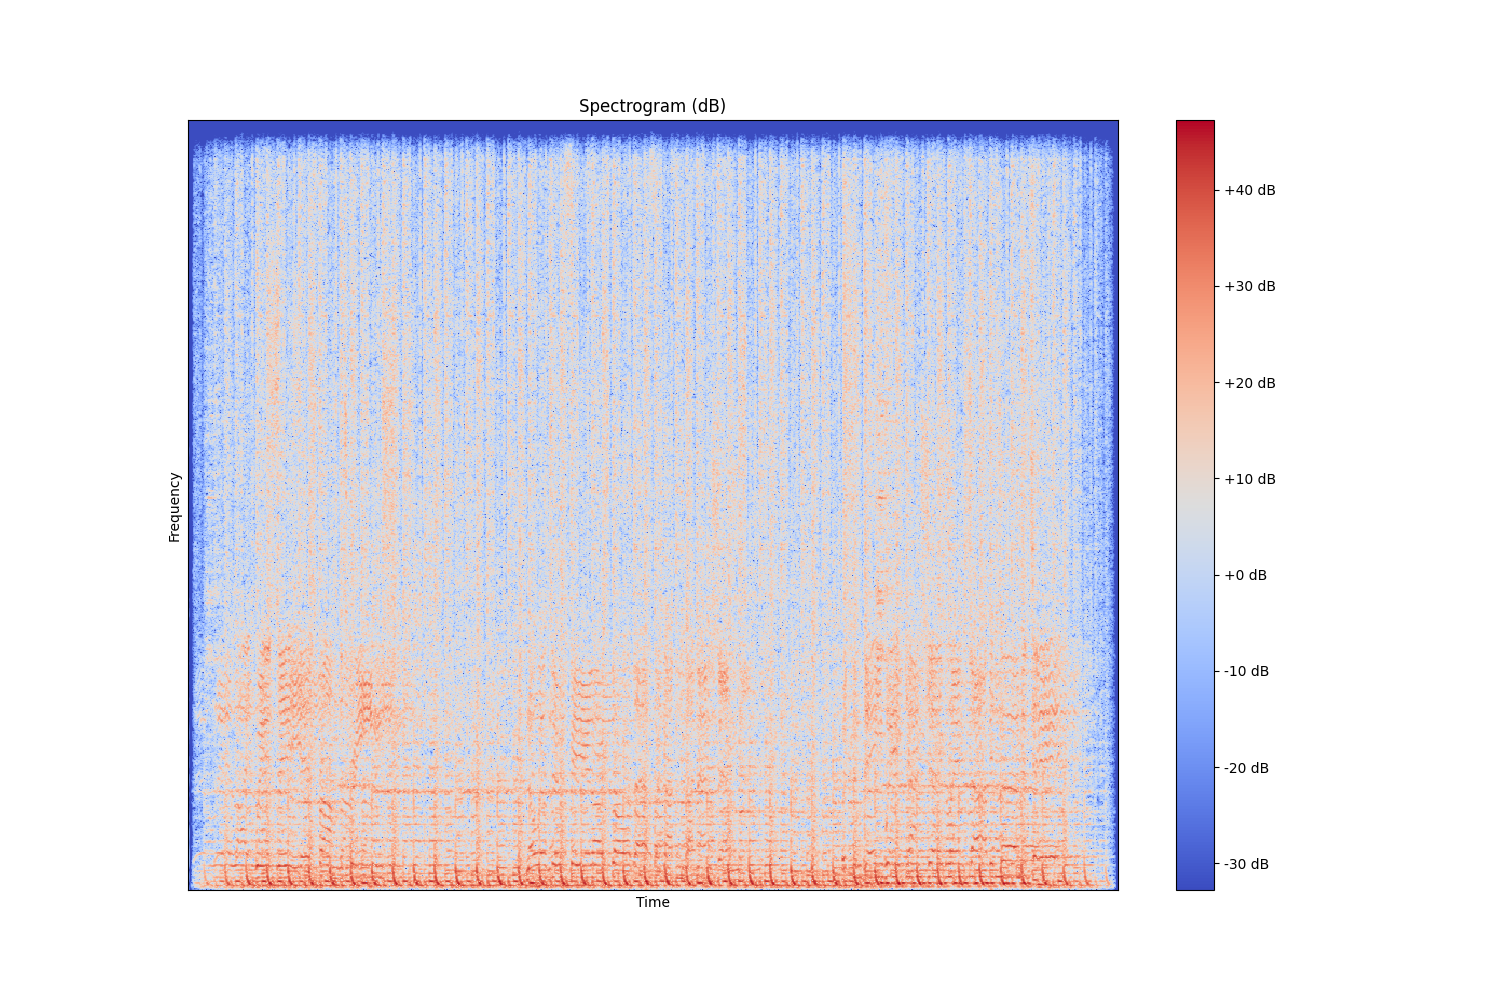 Spectrogram (dB)
Frequency
Time
+40 dB
+30 dB
+20 dB
+10 dB
+0 dB
-10 dB
-20 dB
-30 dB